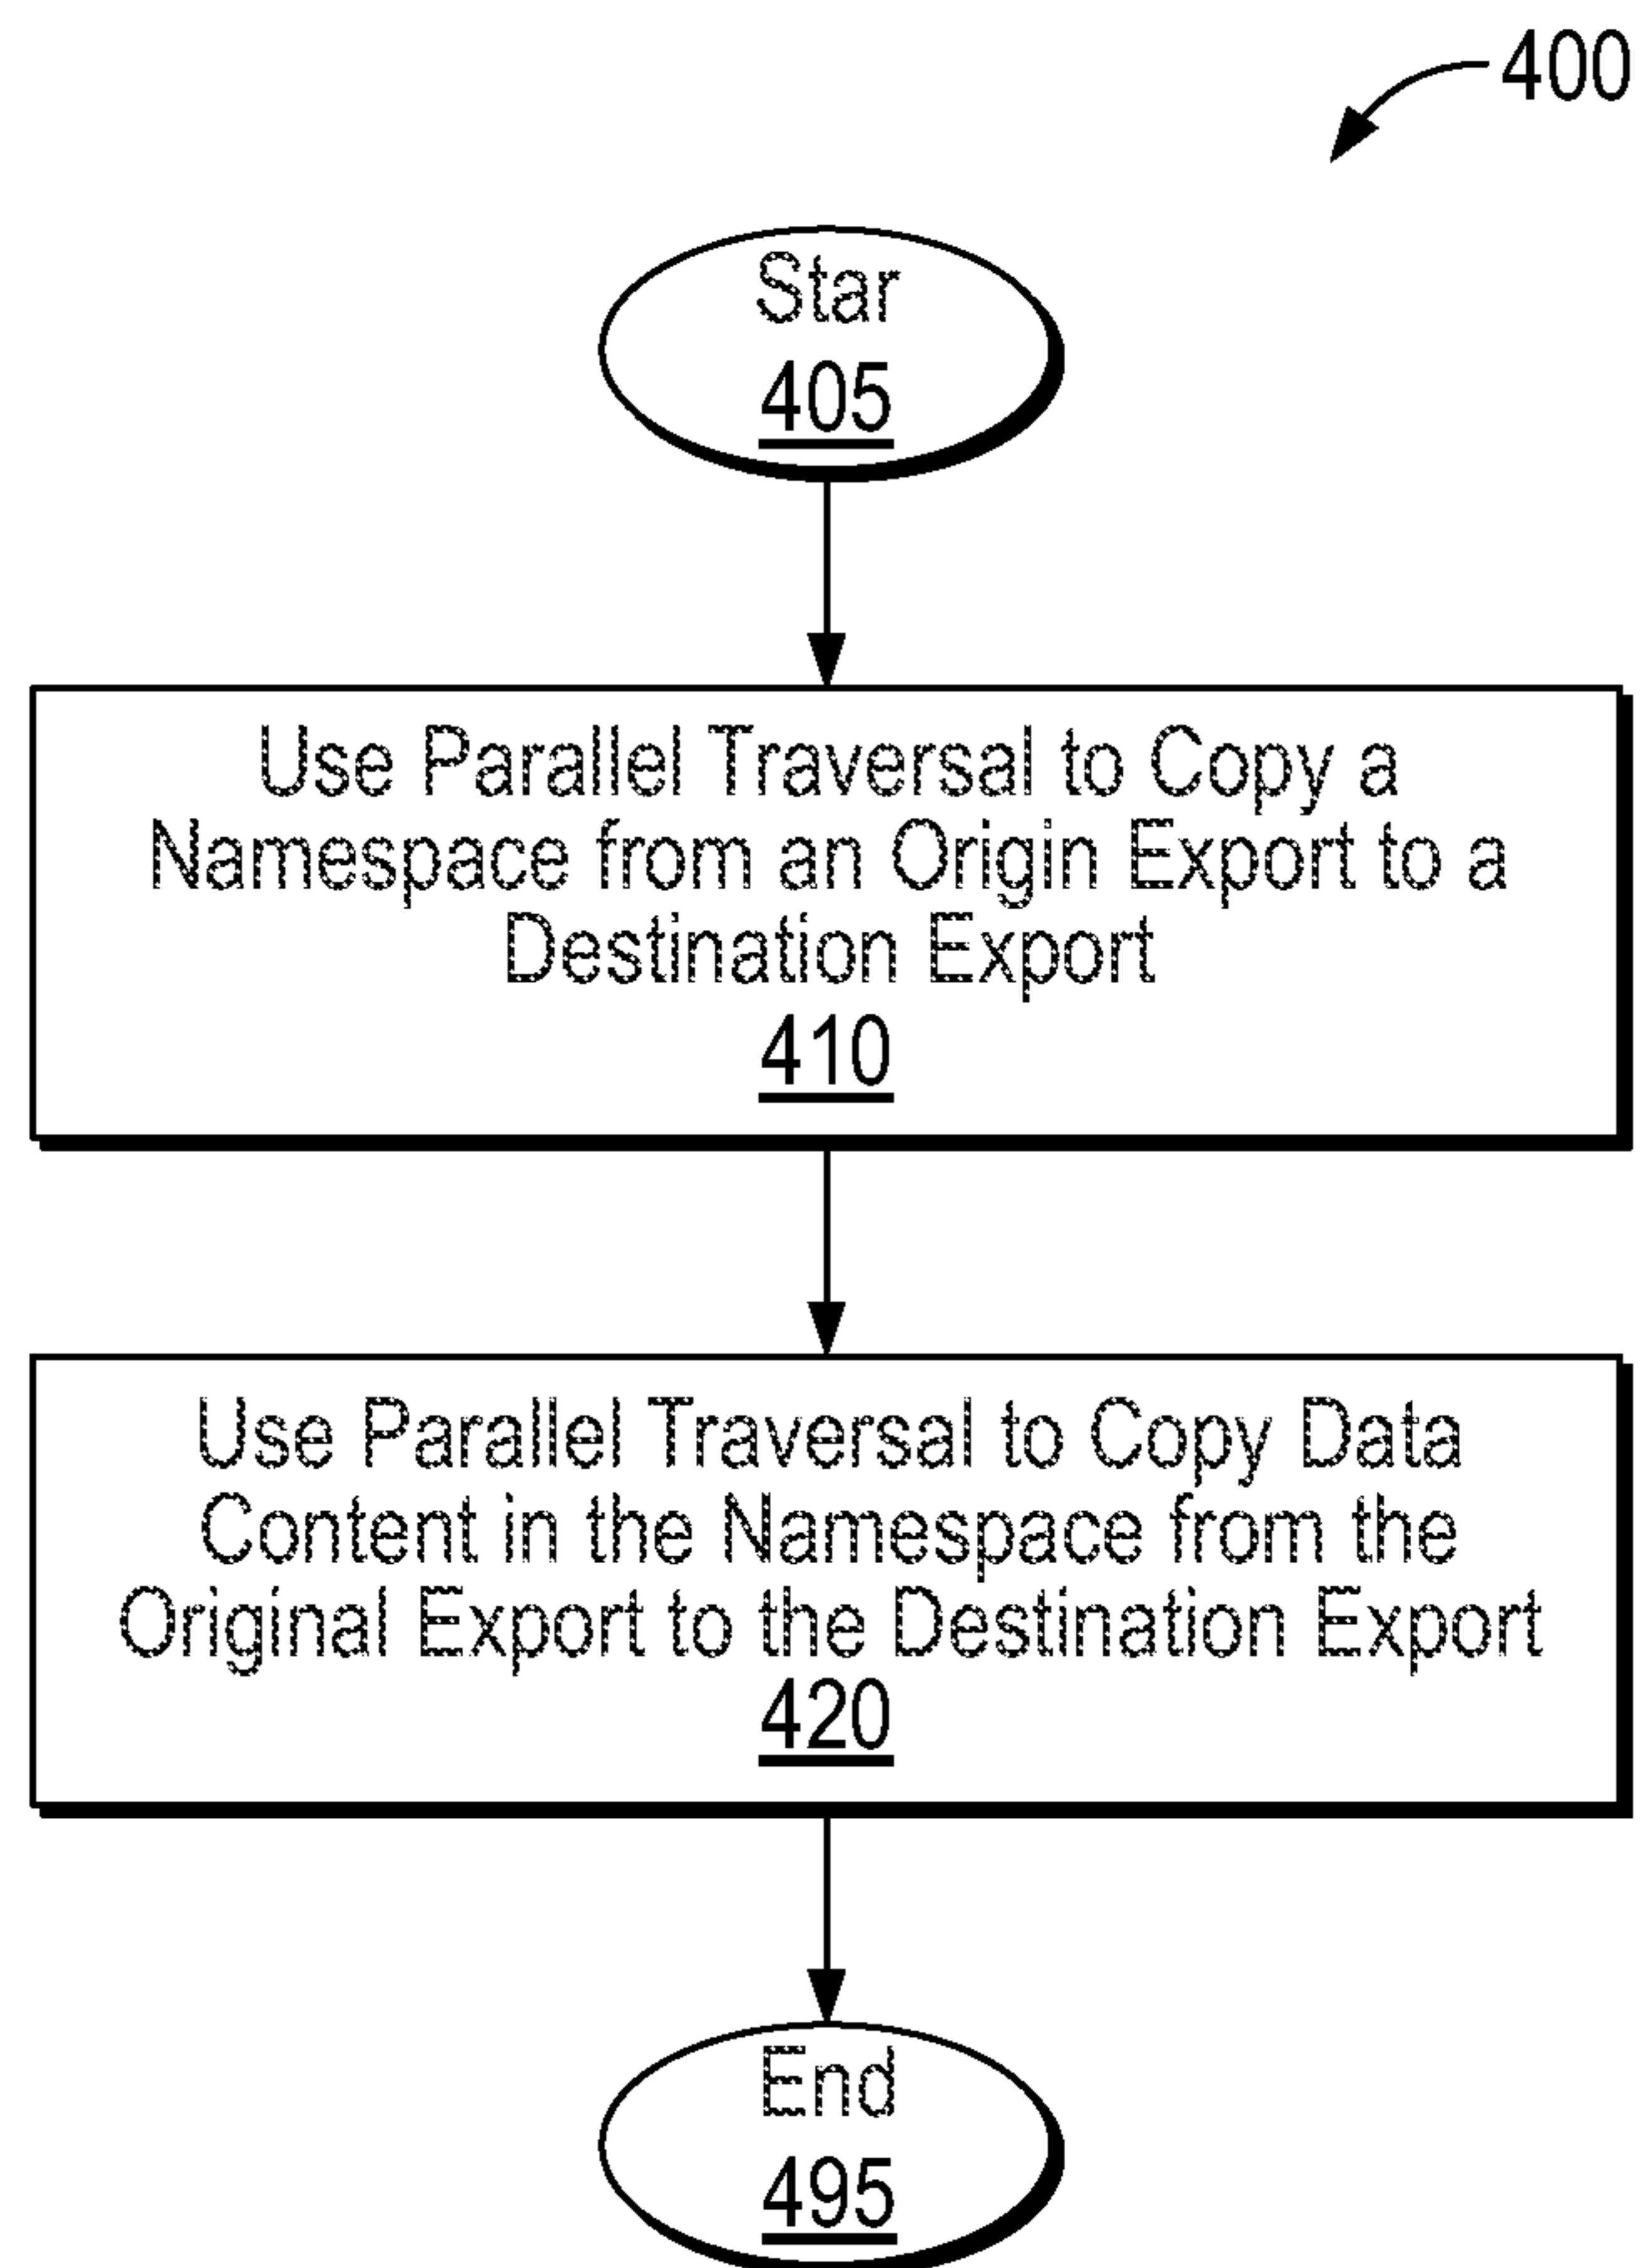 400
Star
405
Use Parallel Traversal to Copy a
Namespace from an Origin Export to a
Destination Export
410
Use Parallel Traversal to Copy Data
Content in the Namespace from the
Original Export to the Destination Export
420
End
495